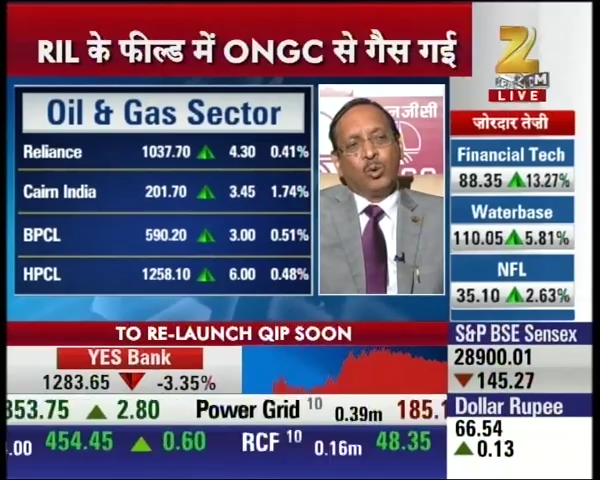 RIL के फील्ड में ONGC से गैस गई
Z
LIVE
Oil & Gas Sector
Reliance 1037.70 4.30 0.41%
Cairn India 201.70 3.45 1.74%
BPCL 590.20 3.00 0.51%
HPCL 1258.10 6.00 0.48%
ज़ोरदार तेज़ी
Financial Tech
88.35 13.27%
Waterbase
110.05 5.81%
NFL
35.10 2.63%
TO RE-LAUNCH QIP SOON
YES Bank
1283.65 -3.35%
S&P BSE Sensex
28900.01
145.27
Dollar Rupee
66.54
0.13
353.75 2.80 Power Grid 10 0.39m 185.1
.00 454.45 0.60 RCF 10 0.16m 48.35